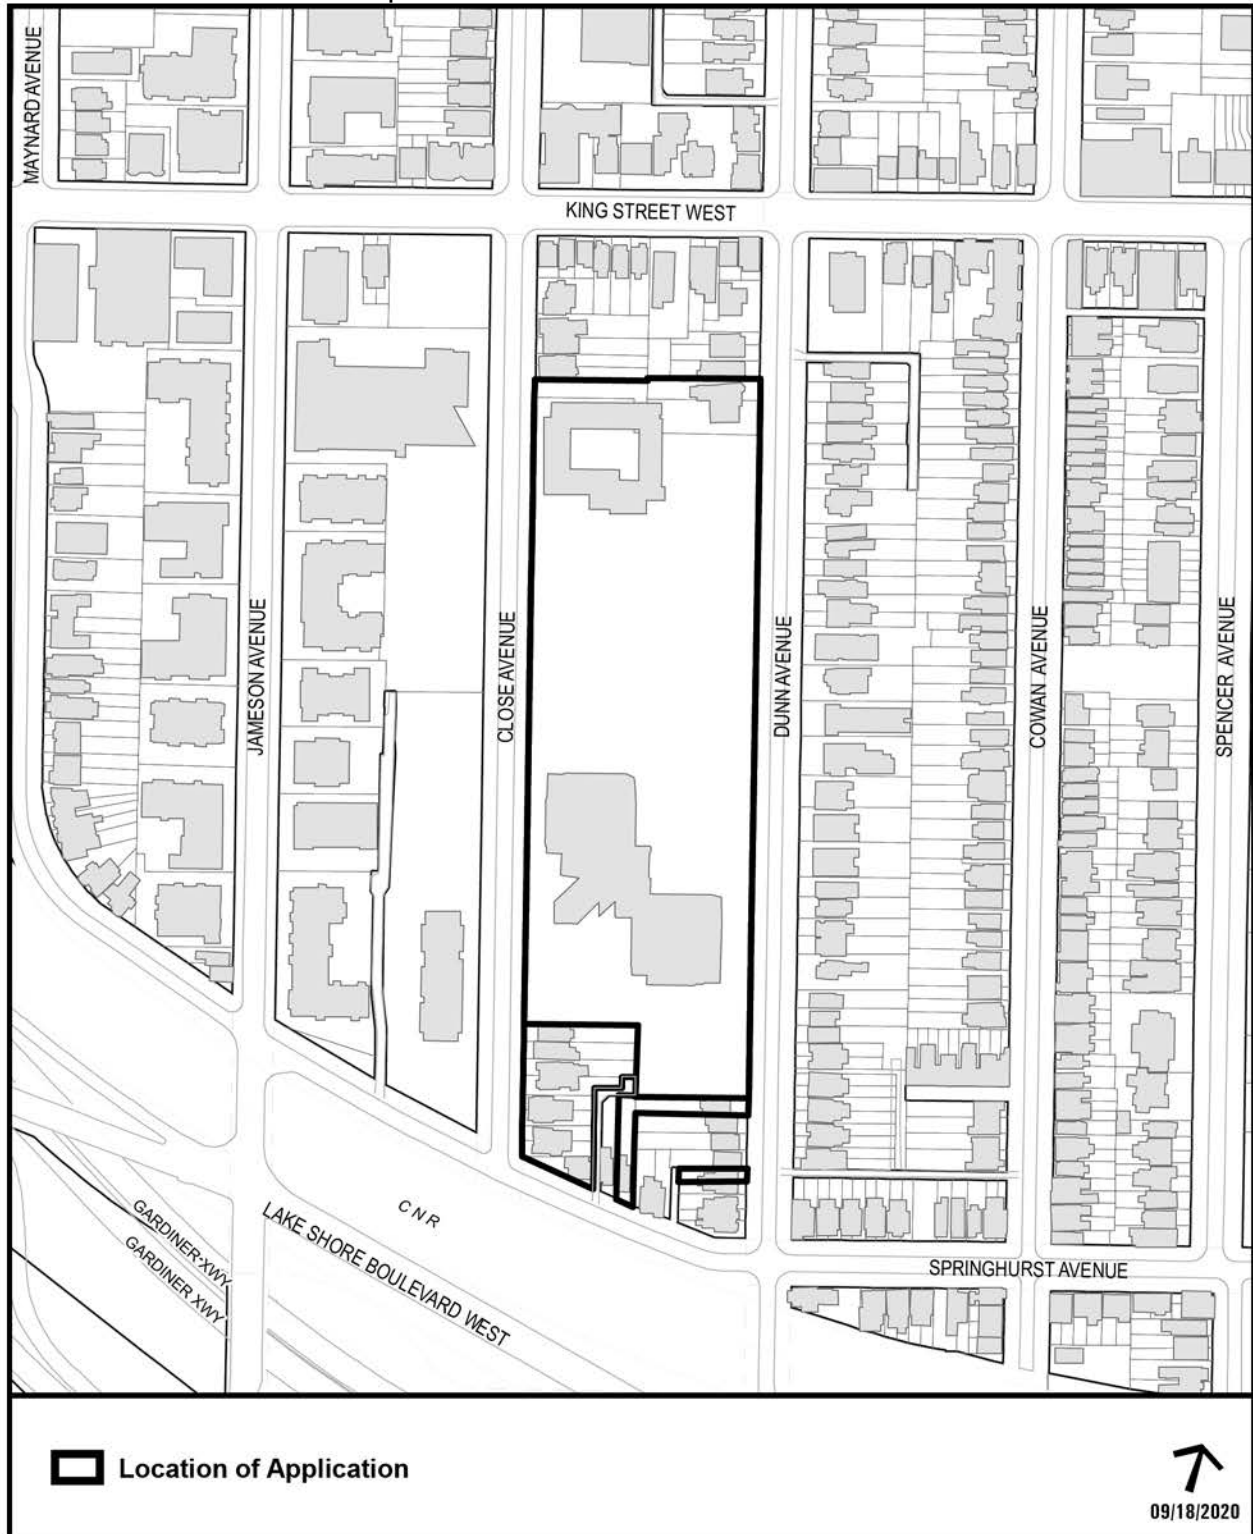 MAYNARD AVENUE
KING STREET WEST
JAMESON AVENUE
CLOSE AVENUE
DUNN AVENUE
COWAN AVENUE
SPENCER AVENUE
CNR
GARDINER XWY
GARDINER XWY
LAKE SHORE BOULEVARD WEST
SPRINGHURST AVENUE
Location of Application
09/18/2020